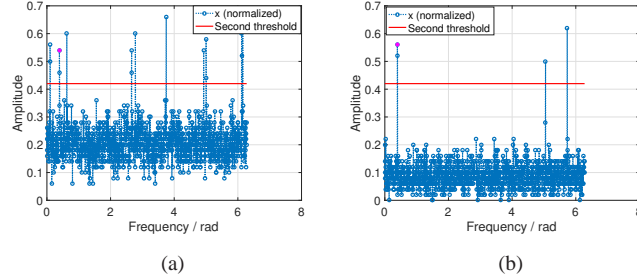 0.7
0.6
0.5
0.4
0.3
0.2
0.1
0
Amplitude
x (normalized)
Second threshold
0 2 4 6 8
Frequency / rad
(a)
0.7
0.6
0.5
0.4
0.3
0.2
0.1
0
Amplitude
x (normalized)
Second threshold
0 2 4 6 8
Frequency / rad
(b)